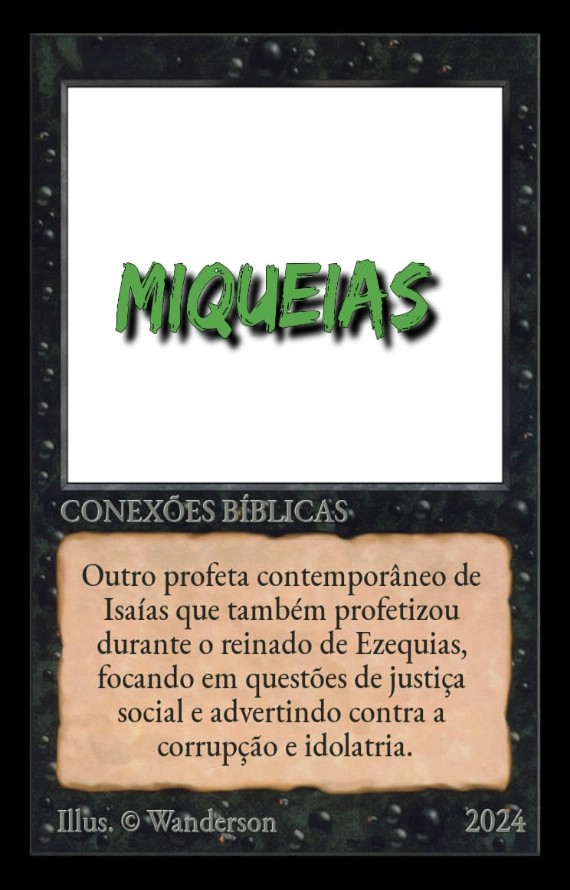 MIQUEIAS
CONEXÕES BÍBLICAS
Outro profeta contemporâneo de
Isaías que também profetizou
durante o reinado de Ezequias,
focando em questões de justiça
social e advertindo contra a
corrupção e idolatria.
Illus. © Wanderson 2024